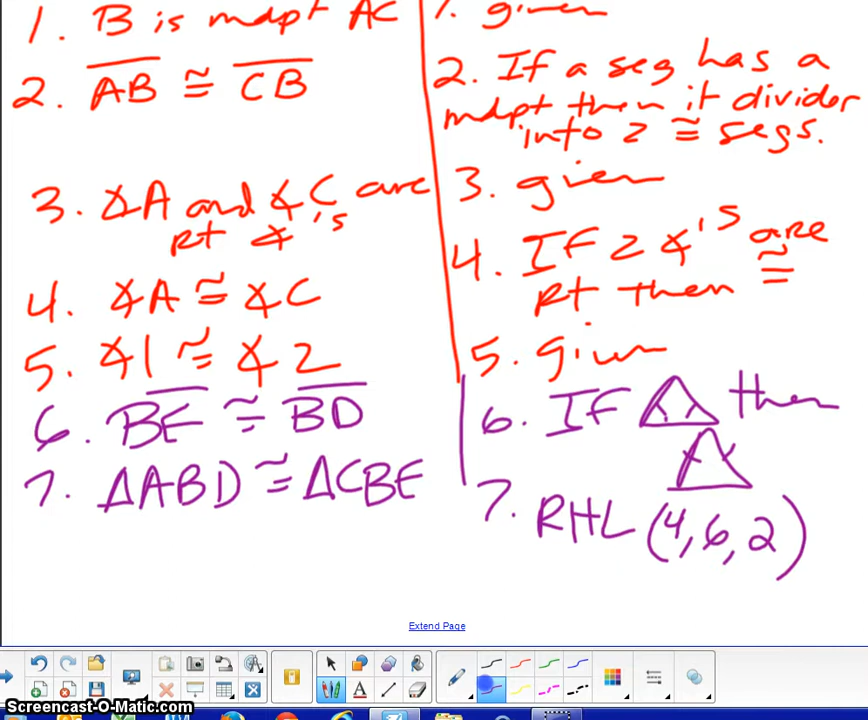 1. B is mdpt AC
1. given
2. AB ≅ CB
2. If a seg has a
mdpt then it divider
into 2 ≅ segs.
3. ∡A and ∡C are
rt ∡'s
3. given
4. ∡A ≅ ∡C
4. If 2 ∡'s are
rt then ≅
5. ∡1 ≅ ∡2
5. given
6. BE ≅ BD
6. If △ then
△
7. △ABD ≅ △CBE
7. RHL (4,6,2)
Extend Page
Screencast-O-Matic.com